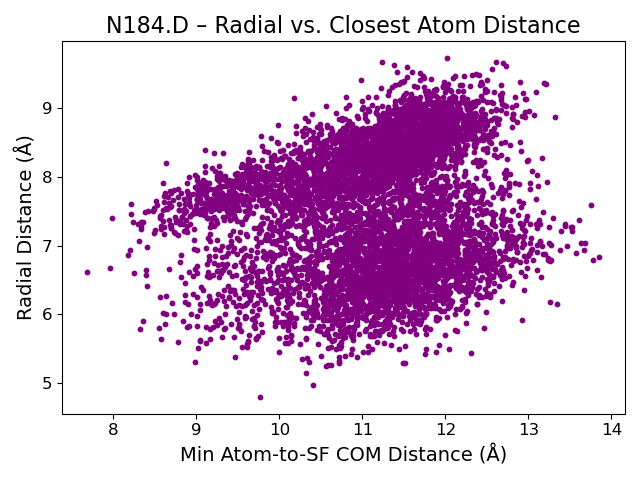 N184.D – Radial vs. Closest Atom Distance
Radial Distance (Å)
9
8
7
6
5
8 9 10 11 12 13 14
Min Atom-to-SF COM Distance (Å)